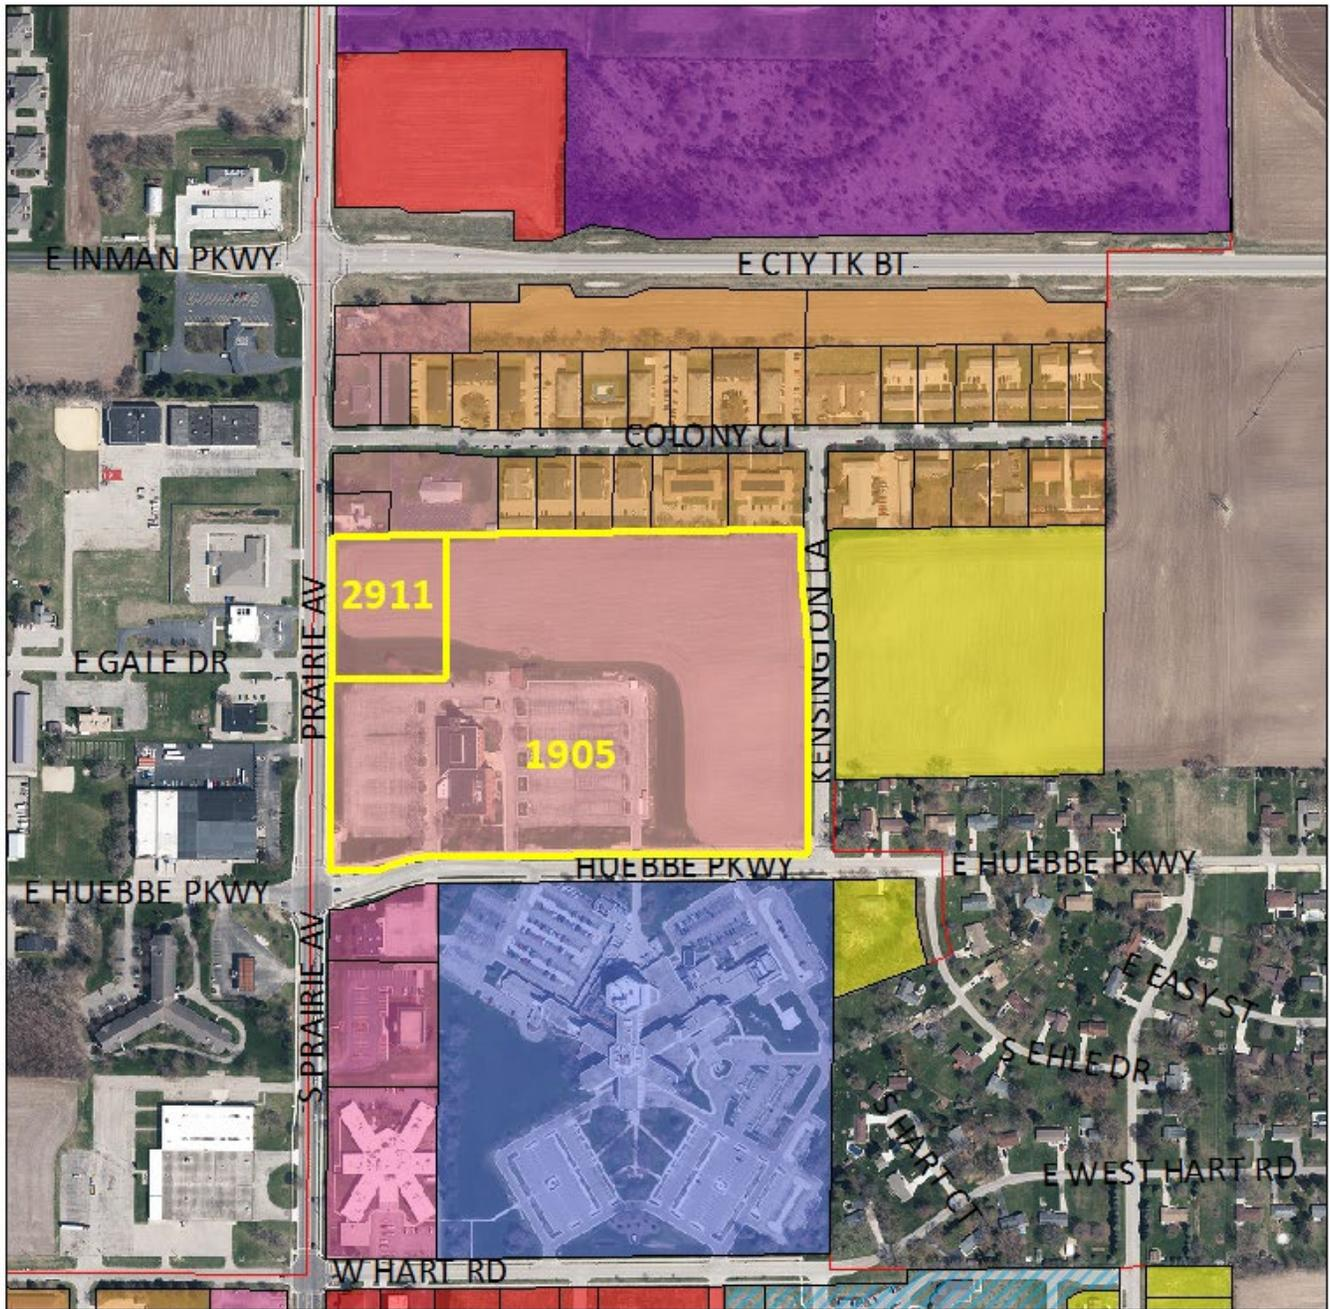 E INMAN PKWY
E CTY TK BT
COLONY CT
2911
PRAIRIE AV
KENSINGTON LA
E GALE DR
1905
HUEBBE PKWY
E HUEBBE PKWY
E HUEBBE PKWY
S PRAIRIE AV
E EASY ST
S EHLE DR
S HART CT
E WEST HART RD
W HART RD